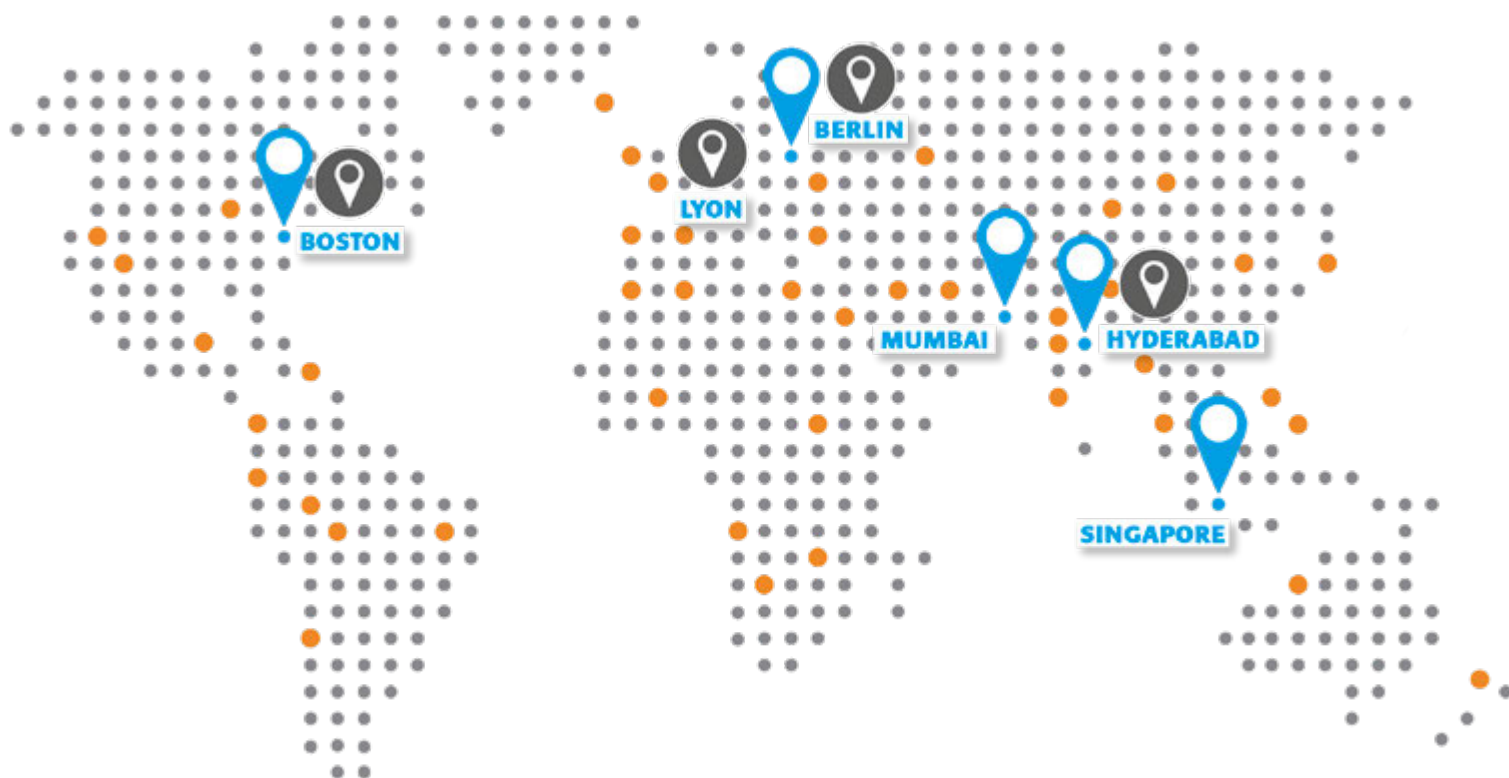 BERLIN
LYON
BOSTON
MUMBAI
HYDERABAD
SINGAPORE